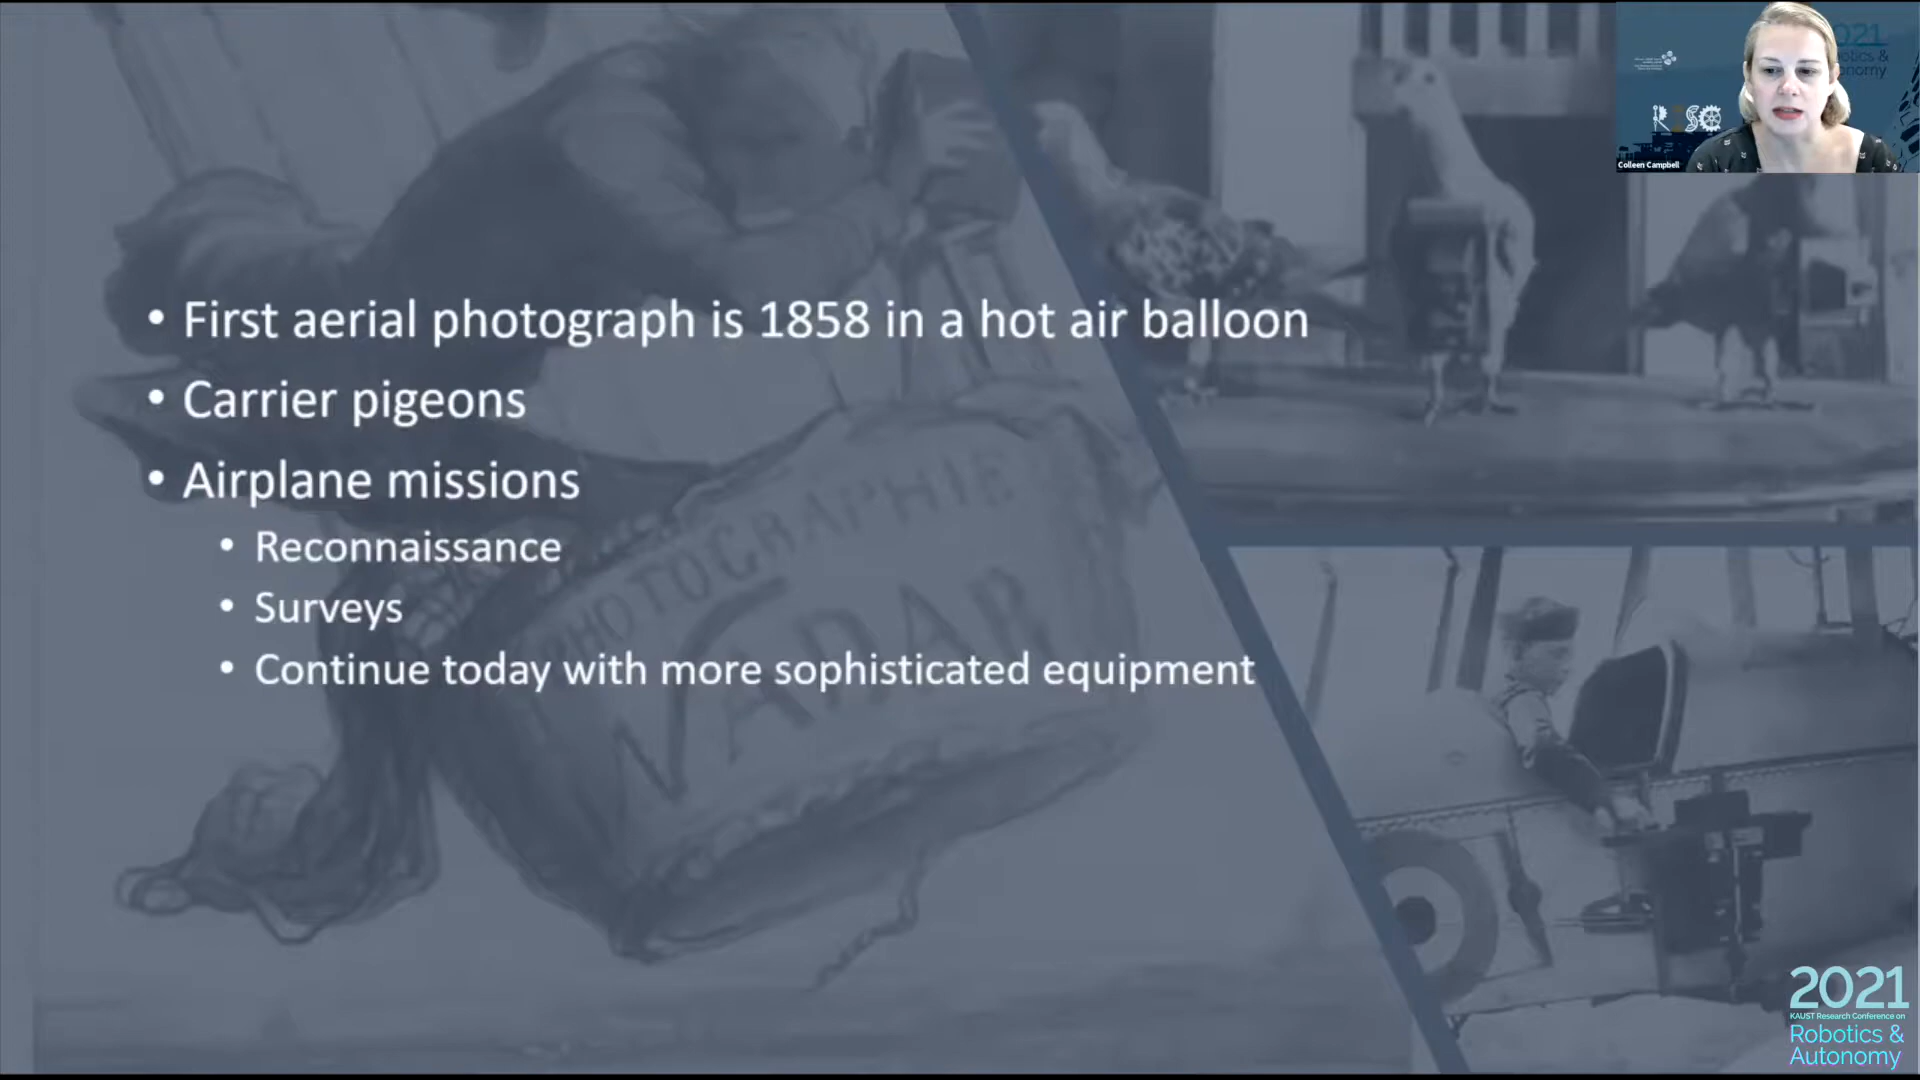 • First aerial photograph is 1858 in a hot air balloon
• Carrier pigeons
• Airplane missions
• Reconnaissance
• Surveys
• Continue today with more sophisticated equipment
PHOTOGRAPHIE
NADAR
Colleen Campbell
2021
KAUST Research Conference on
Robotics &
Autonomy